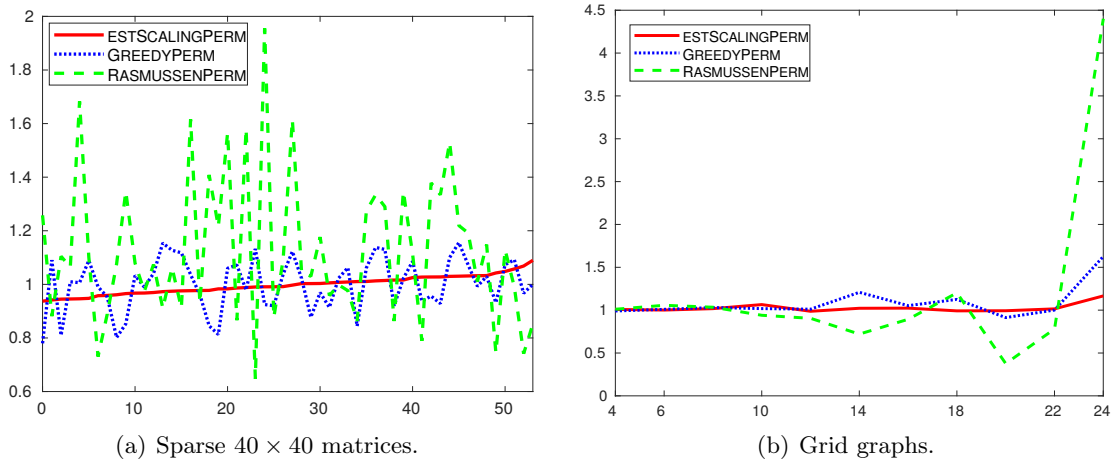 2
1.8
1.6
1.4
1.2
1
0.8
0.6
0 10 20 30 40 50
ESTSCALINGPERM
GREEDYPERM
RASMUSSENPERM
(a) Sparse 40 × 40 matrices.
4.5
4
3.5
3
2.5
2
1.5
1
0.5
0
4 6 10 14 18 22 24
ESTSCALINGPERM
GREEDYPERM
RASMUSSENPERM
(b) Grid graphs.